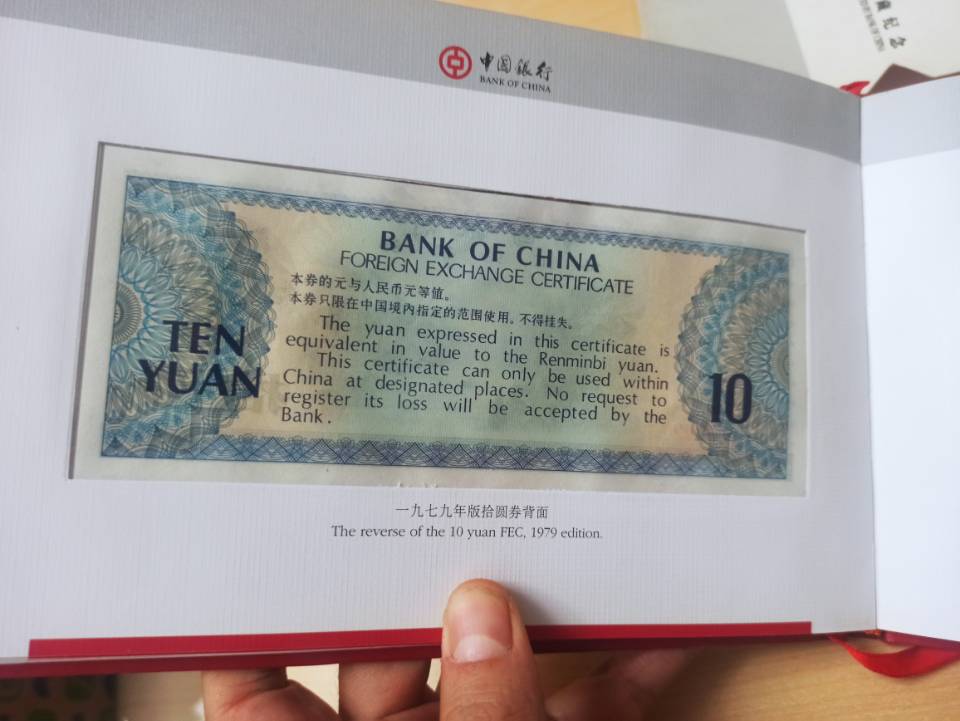 藏纪念
中国银行
BANK OF CHINA
BANK OF CHINA
FOREIGN EXCHANGE CERTIFICATE
本券的元与人民币元等值。
本券只限在中国境内指定的范围使用。不得挂失。
The yuan expressed in this certificate is
equivalent in value to the Renminbi yuan.
This certificate can only be used within
China at designated places. No request to
register its loss will be accepted by the
Bank.
TEN
YUAN
10
一九七九年版拾圆券背面
The reverse of the 10 yuan FEC, 1979 edition.